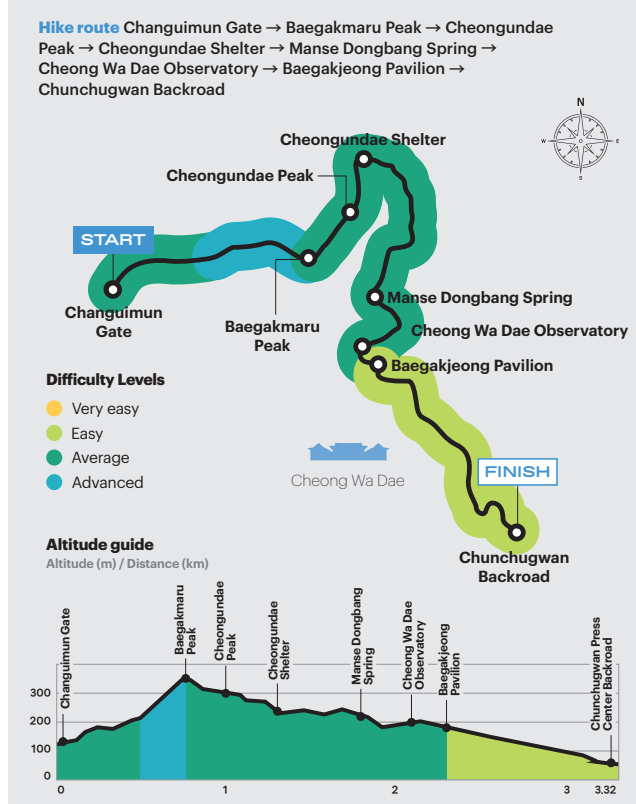 Hike route Changuimun Gate → Baegakmaru Peak → Cheongundae
Peak → Cheongundae Shelter → Manse Dongbang Spring →
Cheong Wa Dae Observatory → Baegakjeong Pavilion →
Chunchugwan Backroad
N
W
O
E
S
Cheongundae Shelter
Cheongundae Peak
START
Changuimun
Gate
Baegakmaru
Peak
Manse Dongbang Spring
Cheong Wa Dae Observatory
Baegakjeong Pavilion
Difficulty Levels
Very easy
Easy
Average
Advanced
Cheong Wa Dae
FINISH
Chunchugwan
Backroad
Altitude guide
Altitude (m) / Distance (km)
Changuimun Gate
Baegakmaru
Peak
Cheongundae
Peak
Cheongundae
Shelter
Manse Dongbang
Spring
Cheong Wa Dae
Observatory
Baegakjeong
Pavilion
Chunchugwan Press
Center Backroad
300
200
100
0
0 1 2 3 3.32